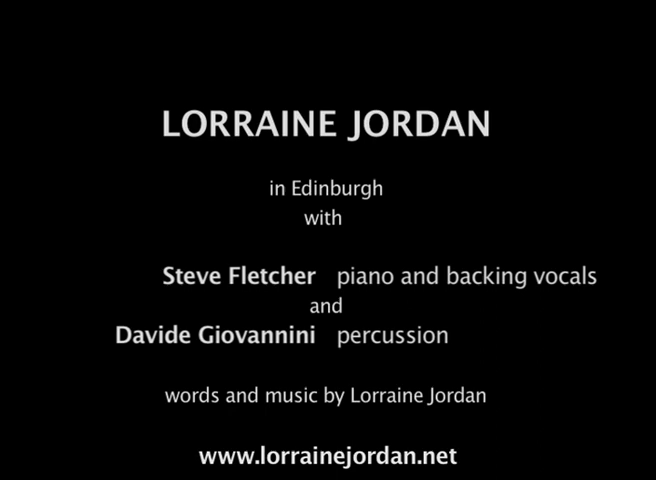 LORRAINE JORDAN
in Edinburgh
with
Steve Fletcher piano and backing vocals
and
Davide Giovannini percussion
words and music by Lorraine Jordan
www.lorrainejordan.net